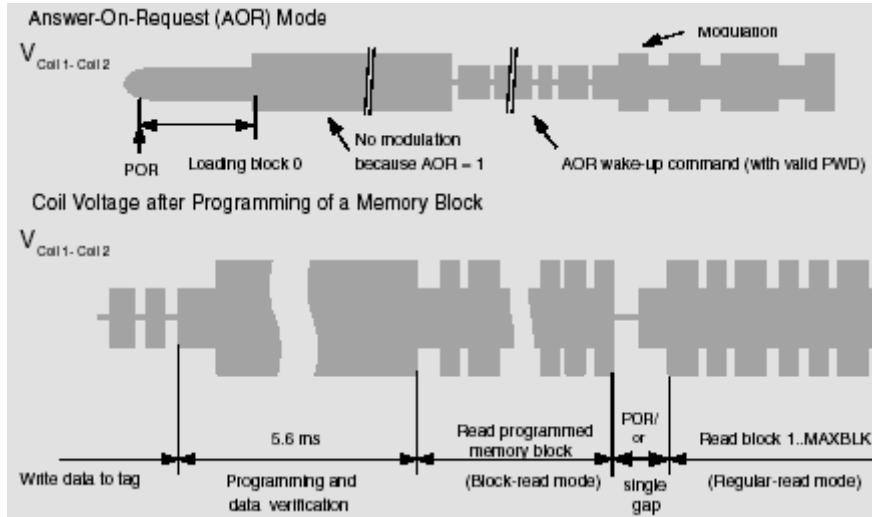 Answer-On-Request (AOR) Mode
V Coil 1- Coil 2
Modulation
POR
Loading block 0
No modulation
because AOR = 1
AOR wake-up command (with valid PWD)
Coil Voltage after Programming of a Memory Block
V Coil 1- Coil 2
Write data to tag
5.6 ms
Programming and
data verification
Read programmed
memory block
(Block-read mode)
POR/
or
single
gap
Read block 1..MAXBLK
(Regular-read mode)